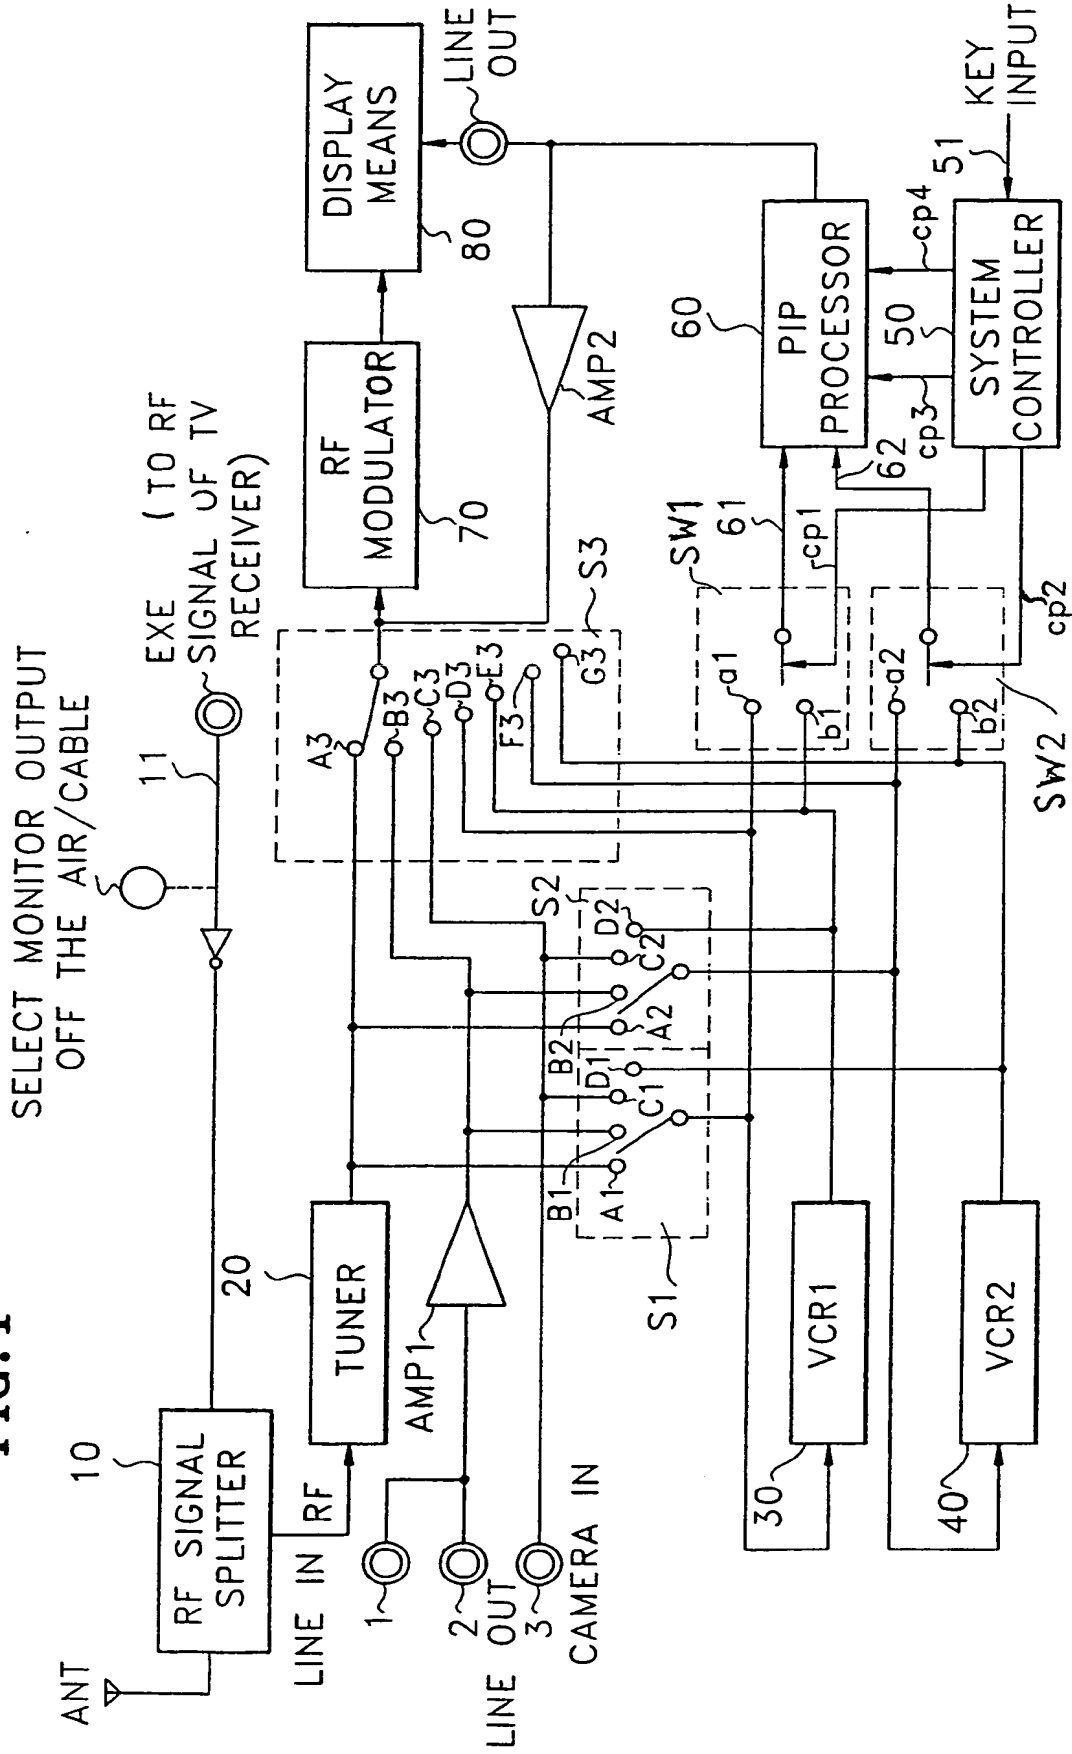 FIG. 1
SELECT MONITOR OUTPUT
OFF THE AIR/CABLE
EXE (TO RF
SIGNAL OF TV
RECEIVER)
11
ANT
10
RF SIGNAL
SPLITTER
LINE IN RF
20
TUNER
1
2
LINE OUT
3
CAMERA IN
AMP1
A3
B3
C3
D3
E3
F3
G3
S3
RF
MODULATOR
70
DISPLAY
MEANS
80
LINE
OUT
AMP2
S1
A1
B1
C1
D1
S2
A2
B2
C2
D2
30
VCR1
40
VCR2
SW1
a1
b1
61
cp1
SW2
a2
b2
62
cp2
60
PIP
PROCESSOR
cp3
cp4
50
SYSTEM
CONTROLLER
51
KEY
INPUT